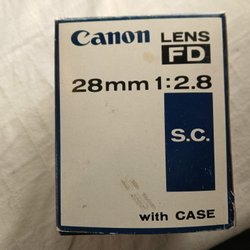 Canon LENS
FD
28mm 1:2.8
S.C.
with CASE